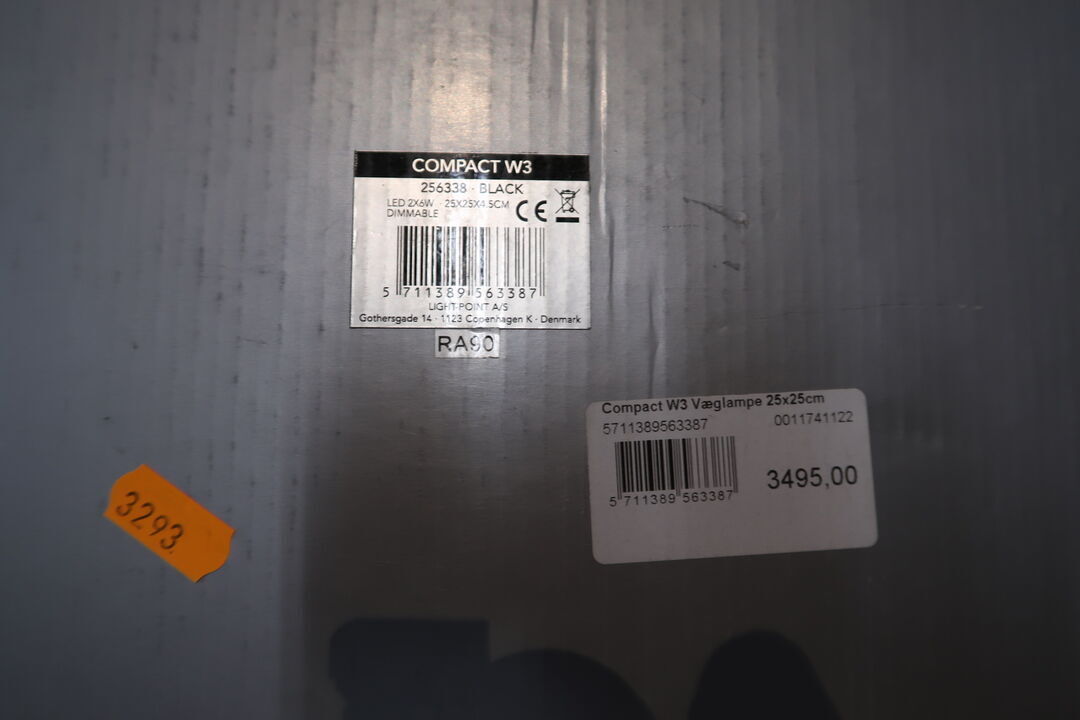 COMPACT W3
256338 · BLACK
LED 2X6W · 25X25X4.5CM
DIMMABLE
CE
5 711389 563387
LIGHT-POINT A/S
Gothersgade 14 · 1123 Copenhagen K · Denmark
RA90
Compact W3 Væglampe 25x25cm
5711389563387 0011741122
3495,00
5 711389 563387
3293.